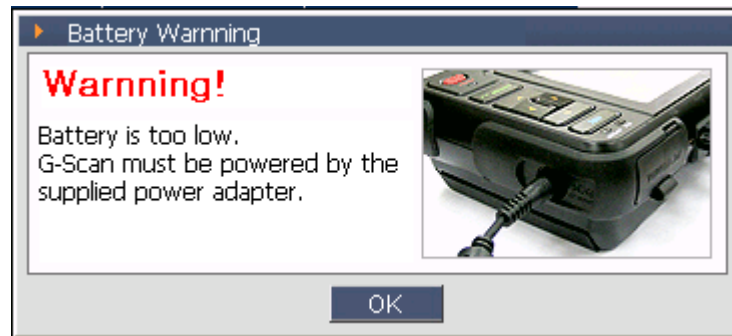 Battery Warnning
Warnning!
Battery is too low.
G-Scan must be powered by the
supplied power adapter.
OK